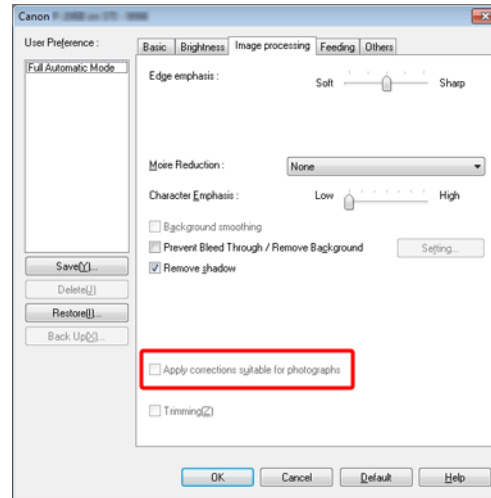 Canon
User Preference :
Full Automatic Mode
Save(Y)...
Delete(J)
Restore(I)...
Back Up(X)...
Basic Brightness Image processing Feeding Others
Edge emphasis :
Soft Sharp
Moire Reduction :
None
Character Emphasis :
Low High
Background smoothing
Prevent Bleed Through / Remove Background
Setting...
Remove shadow
Apply corrections suitable for photographs
Trimming(Z)
OK Cancel Default Help